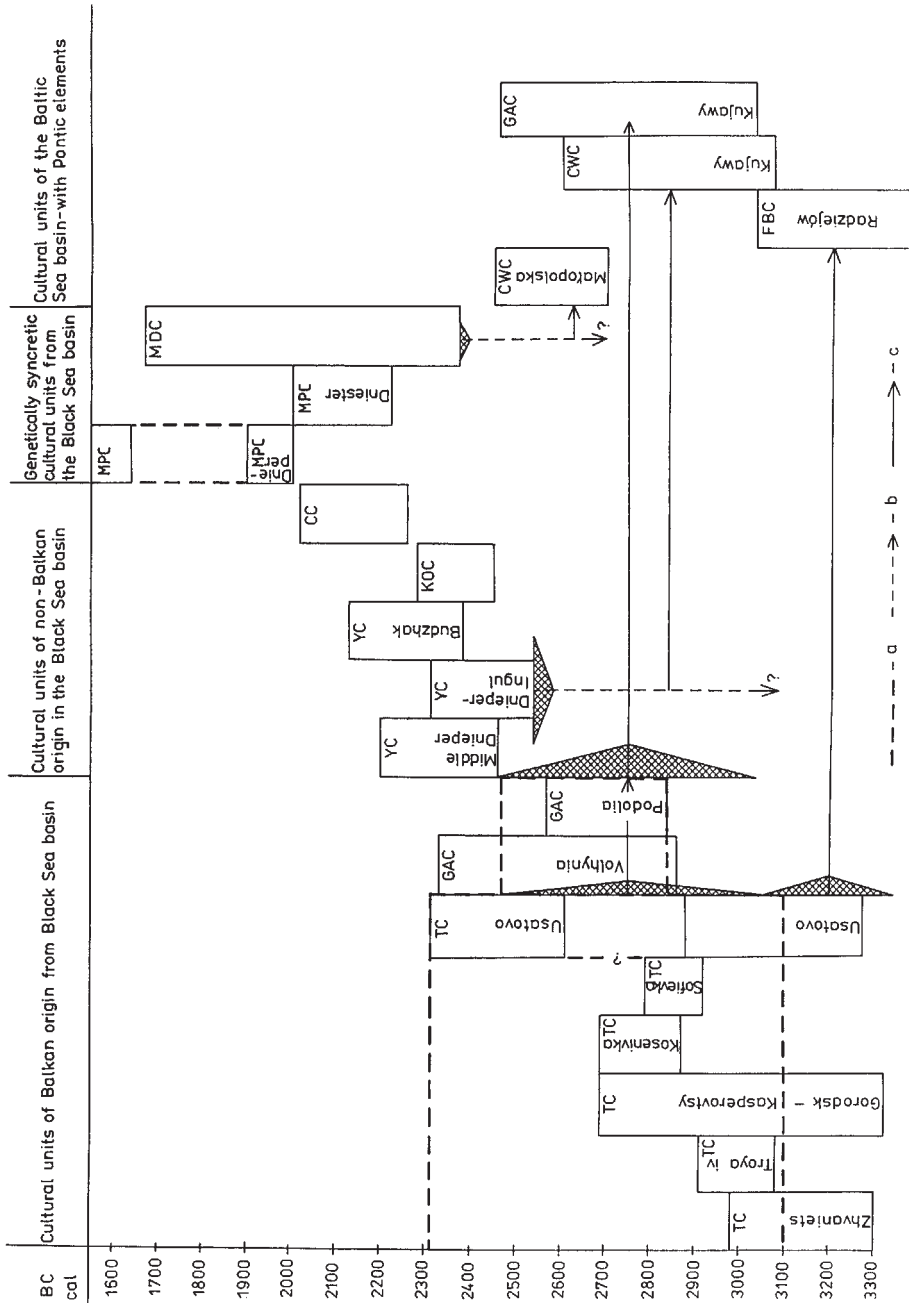 BC
cal
Cultural units of Balkan origin from Black Sea basin
Cultural units of non-Balkan
origin in the Black Sea basin
Genetically syncretic
cultural units from
the Black Sea basin
Cultural units of the Baltic
Sea basin-with Pontic elements
1600
1700
1800
1900
2000
2100
2200
2300
2400
2500
2600
2700
2800
2900
3000
3100
3200
3300
TC
Zhvaniets
TC
Troyaniv
TC
Gorodsk -
Kasperovtsy
TC
Kosenivka
TC
Sofievka
TC
Usatovo
?
Usatovo
GAC
Volhynia
GAC
Podolia
YC
Middle
Dnieper
YC
Dnieper-
Ingul
?
YC
Budzhak
KOC
CC
MPC
MPC
Dnie-
per
MPC
Dniester
MDC
?
CWC
Małopolska
FBC
Radziejów
CWC
Kujawy
GAC
Kujawy
a
b
c